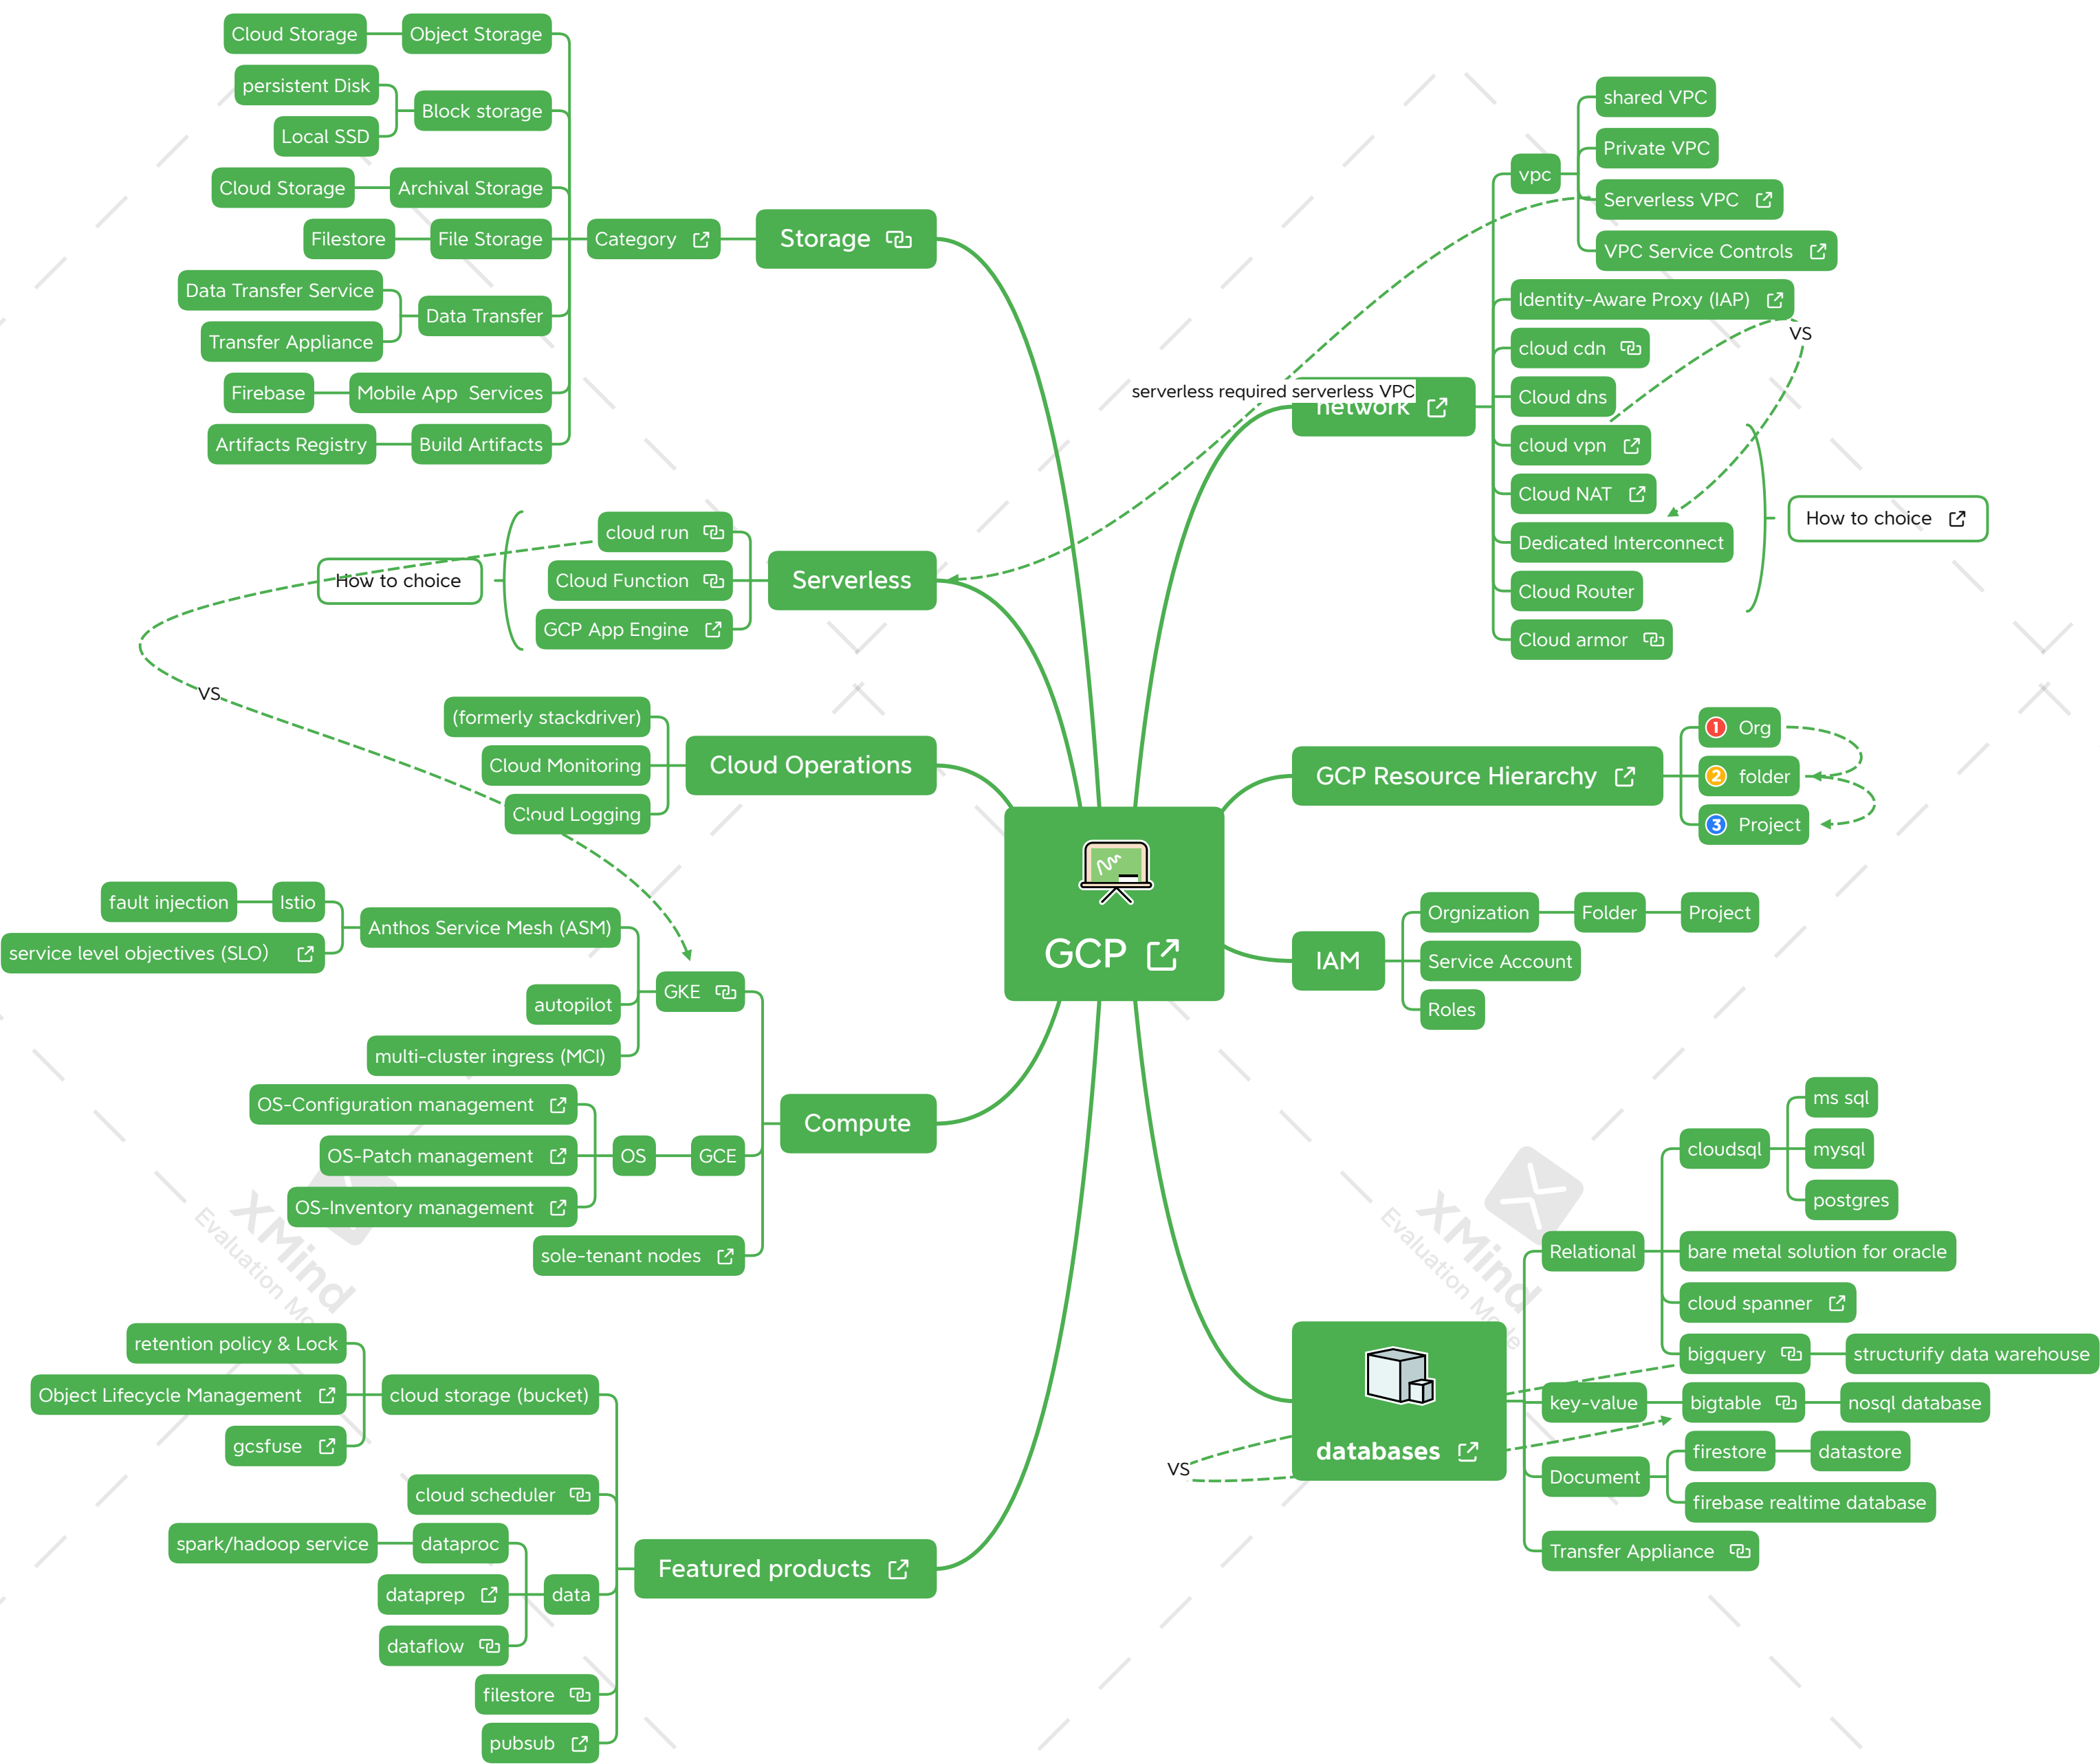 GCP
Storage
Category
Object Storage
Cloud Storage
Block storage
persistent Disk
Local SSD
Archival Storage
Cloud Storage
File Storage
Filestore
Data Transfer
Data Transfer Service
Transfer Appliance
Mobile App  Services
Firebase
Build Artifacts
Artifacts Registry
Serverless
cloud run
Cloud Function
GCP App Engine
How to choice
VS
Cloud Operations
(formerly stackdriver)
Cloud Monitoring
Cloud Logging
Compute
GKE
Anthos Service Mesh (ASM)
Istio
fault injection
service level objectives (SLO)
autopilot
multi-cluster ingress (MCI)
GCE
OS
OS-Configuration management
OS-Patch management
OS-Inventory management
sole-tenant nodes
Featured products
cloud storage (bucket)
retention policy & Lock
Object Lifecycle Management
gcsfuse
cloud scheduler
data
dataproc
spark/hadoop service
dataprep
dataflow
filestore
pubsub
network
serverless required serverless VPC
vpc
shared VPC
Private VPC
Serverless VPC
VPC Service Controls
Identity-Aware Proxy (IAP)
VS
cloud cdn
Cloud dns
cloud vpn
Cloud NAT
Dedicated Interconnect
Cloud Router
Cloud armor
How to choice
GCP Resource Hierarchy
1 Org
2 folder
3 Project
IAM
Orgnization
Folder
Project
Service Account
Roles
databases
Relational
cloudsql
ms sql
mysql
postgres
bare metal solution for oracle
cloud spanner
bigquery
structurify data warehouse
key-value
bigtable
nosql database
VS
Document
firestore
datastore
firebase realtime database
Transfer Appliance
XMind
Evaluation Mo
XMind
Evaluation Mode